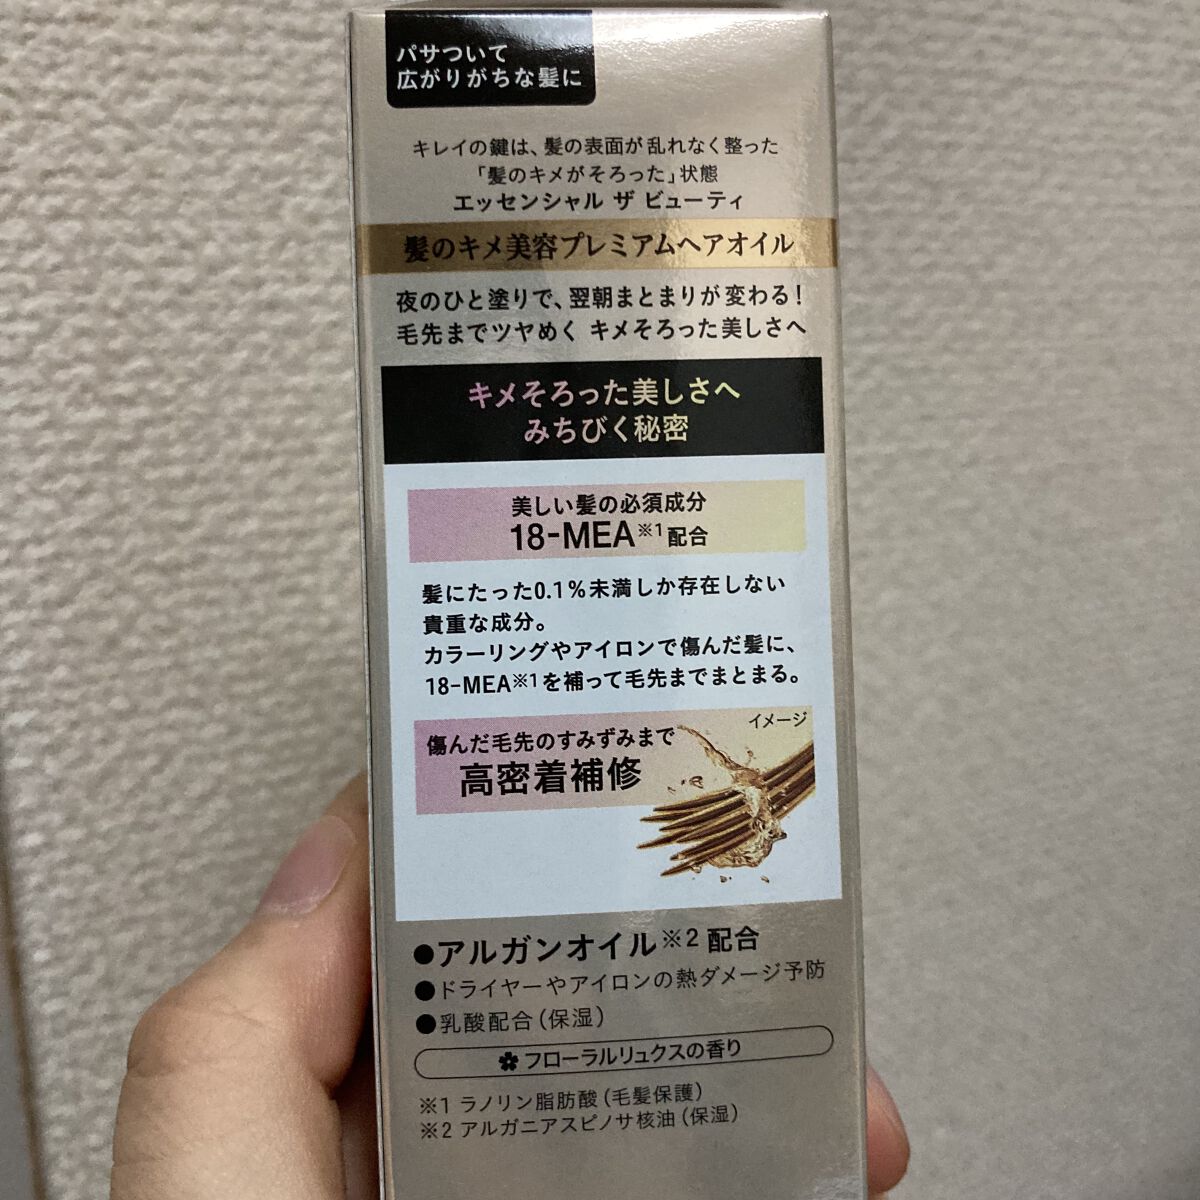 パサついて
広がりがちな髪に
キレイの鍵は、髪の表面が乱れなく整った
「髪のキメがそろった」状態
エッセンシャル ザ ビューティ
髪のキメ美容プレミアムヘアオイル
夜のひと塗りで、翌朝まとまりが変わる!
毛先までツヤめく キメそろった美しさへ
キメそろった美しさへ
みちびく秘密
美しい髪の必須成分
18-MEA※1配合
髪にたった0.1%未満しか存在しない
貴重な成分。
カラーリングやアイロンで傷んだ髪に、
18-MEA※1を補って毛先までまとまる。
イメージ
傷んだ毛先のすみずみまで
高密着補修
●アルガンオイル※2配合
●ドライヤーやアイロンの熱ダメージ予防
●乳酸配合(保湿)
フローラルリュクスの香り
※1 ラノリン脂肪酸(毛髪保護)
※2 アルガニアスピノサ核油(保湿)